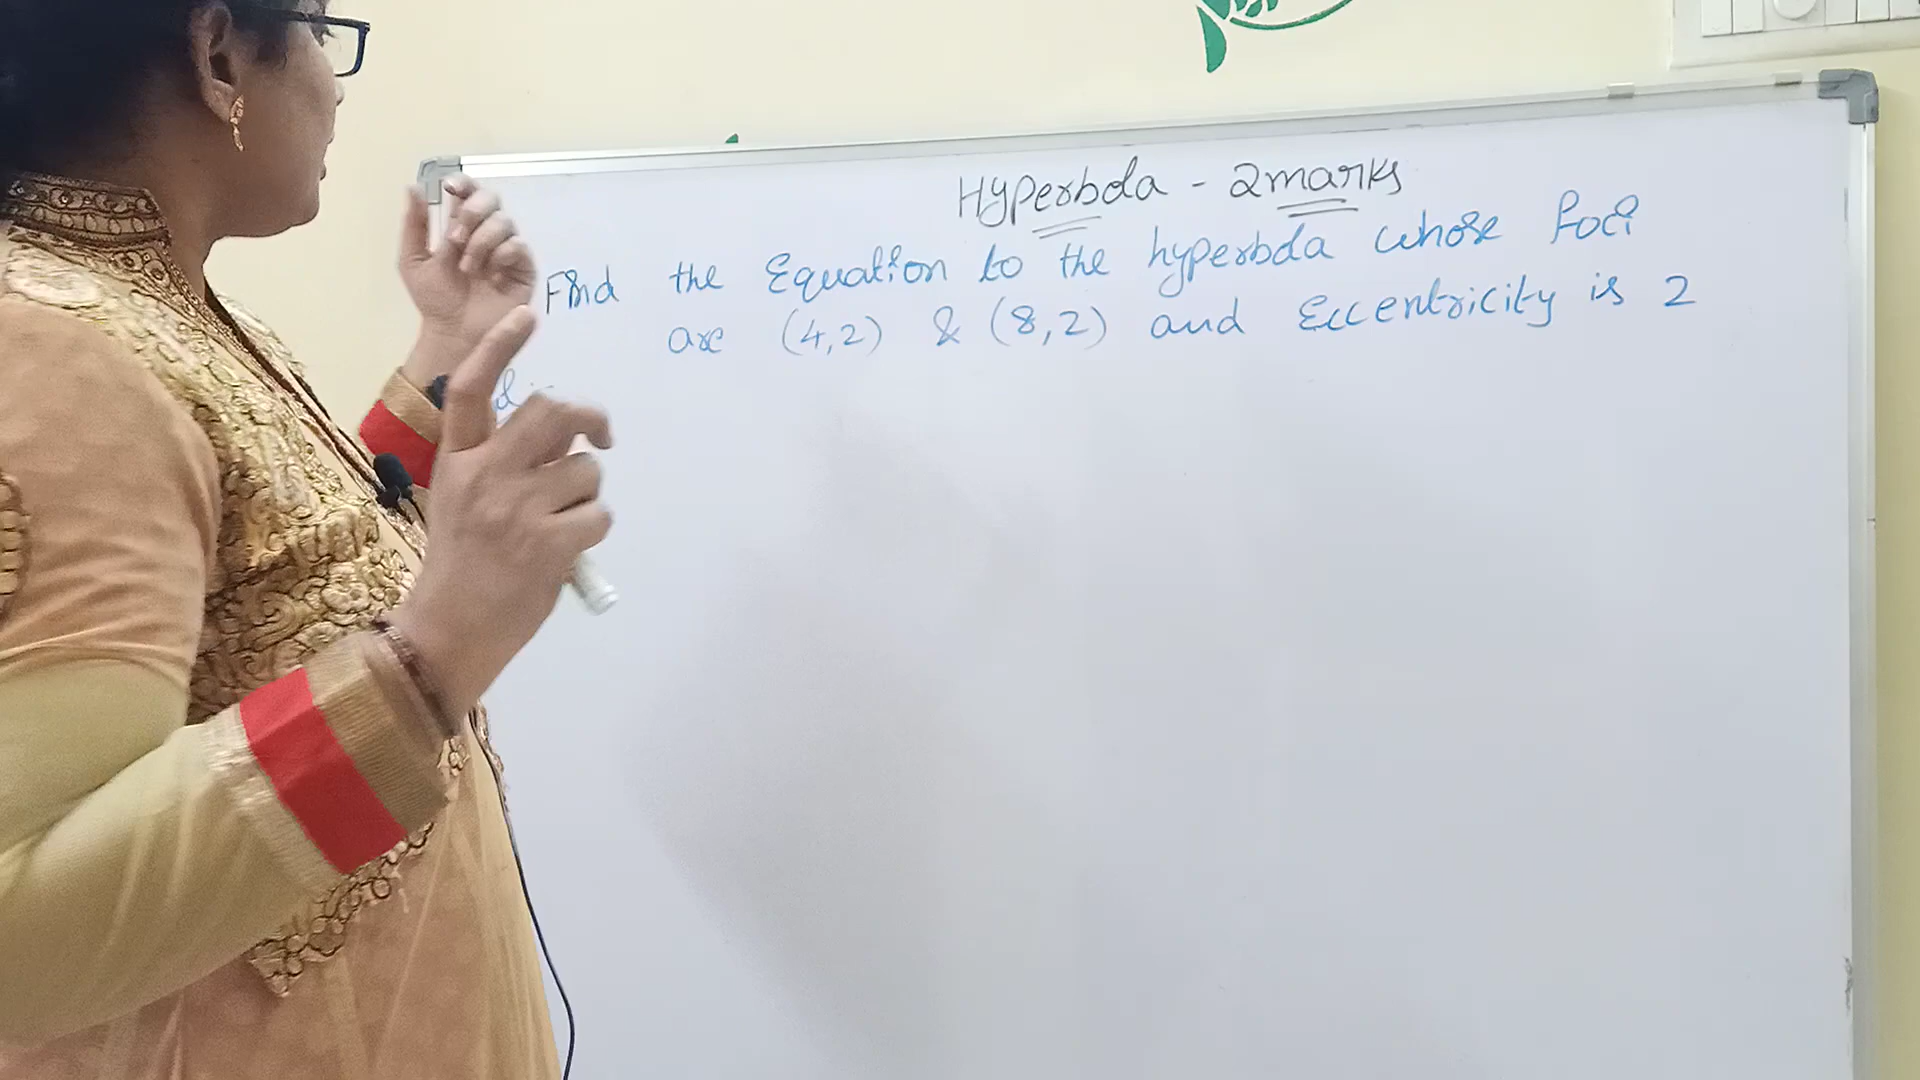 Hyperbola - 2marks
Find the Equation to the hyperbola whose foci
are (4,2) & (8,2) and Eccentricity is 2